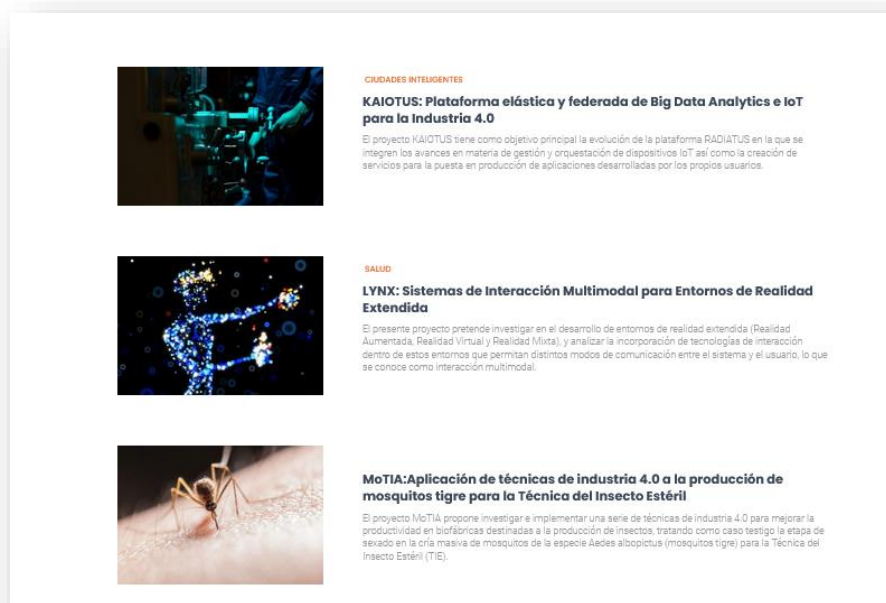 CIUDADES INTELIGENTES
KAIOTUS: Plataforma elástica y federada de Big Data Analytics e IoT
para la Industria 4.0
El proyecto KAIOTUS tiene como objetivo principal la evolución de la plataforma RADIATUS en la que se
integren los avances en materia de gestión y orquestación de dispositivos IoT así como la creación de
servicios para la puesta en producción de aplicaciones desarrolladas por los propios usuarios.
SALUD
LYNX: Sistemas de Interacción Multimodal para Entornos de Realidad
Extendida
El presente proyecto pretende investigar en el desarrollo de entornos de realidad extendida (Realidad
Aumentada, Realidad Virtual y Realidad Mixta), y analizar la incorporación de tecnologías de interacción
dentro de estos entornos que permitan distintos modos de comunicación entre el sistema y el usuario, lo que
se conoce como interacción multimodal.
MoTIA:Aplicación de técnicas de industria 4.0 a la producción de
mosquitos tigre para la Técnica del Insecto Estéril
El proyecto MoTIA propone investigar e implementar una serie de técnicas de industria 4.0 para mejorar la
productividad en biofábricas destinadas a la producción de insectos, tratando como caso testigo la etapa de
sexado en la cría masiva de mosquitos de la especie Aedes albopictus (mosquitos tigre) para la Técnica del
Insecto Estéril (TIE).